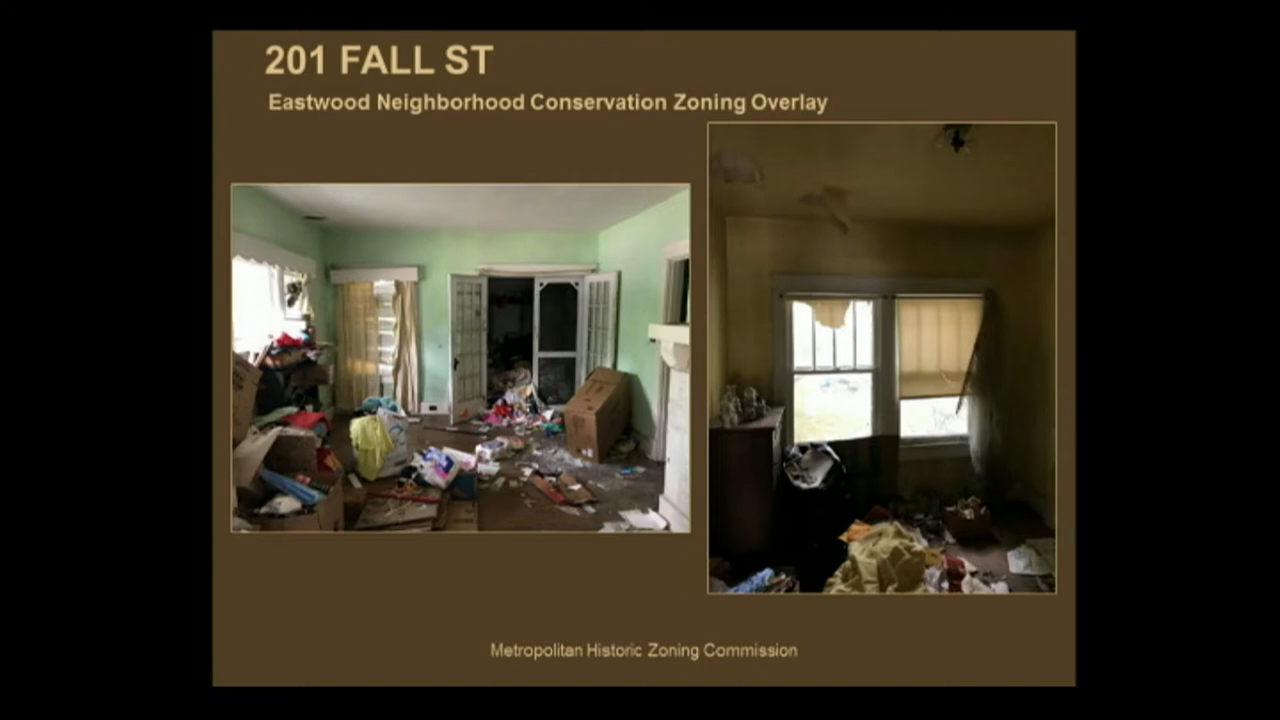 201 FALL ST
Eastwood Neighborhood Conservation Zoning Overlay
Metropolitan Historic Zoning Commission